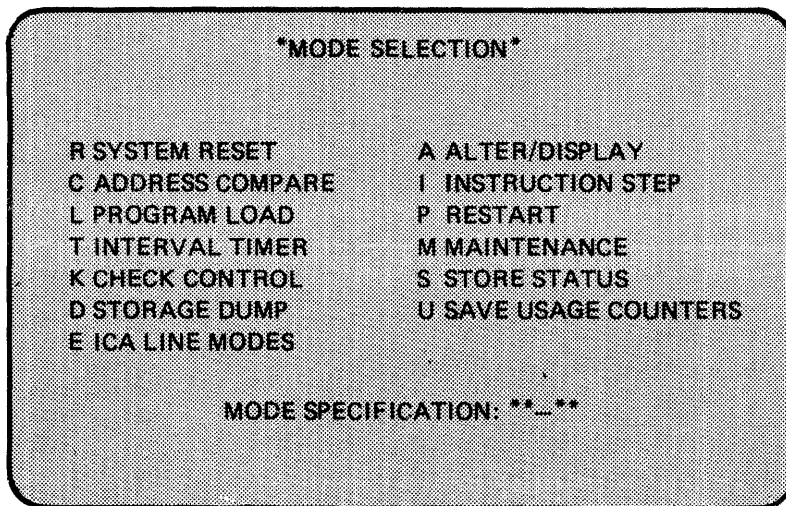 *MODE SELECTION*
R SYSTEM RESET
C ADDRESS COMPARE
L PROGRAM LOAD
T INTERVAL TIMER
K CHECK CONTROL
D STORAGE DUMP
E ICA LINE MODES
A ALTER/DISPLAY
I INSTRUCTION STEP
P RESTART
M MAINTENANCE
S STORE STATUS
U SAVE USAGE COUNTERS
MODE SPECIFICATION: **...**